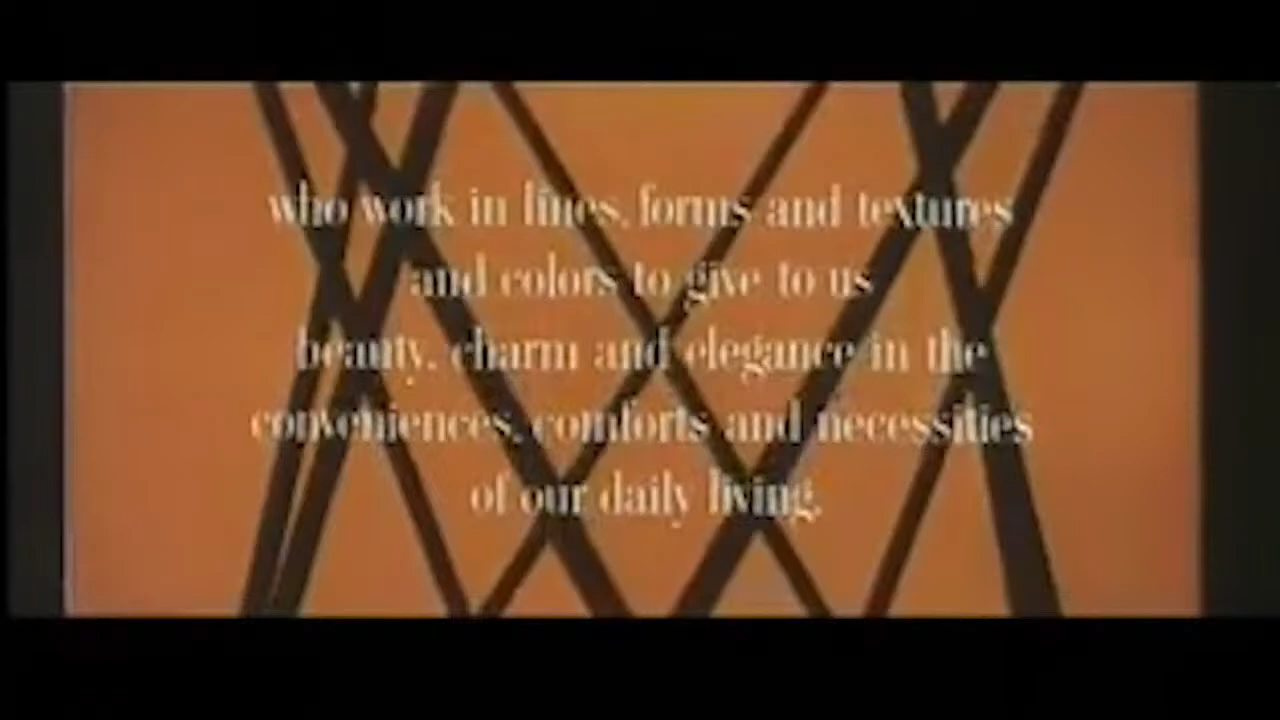 who work in lines, forms and textures
and colors to give to us
beauty, charm and elegance in the
conveniences, comforts and necessities
of our daily living.